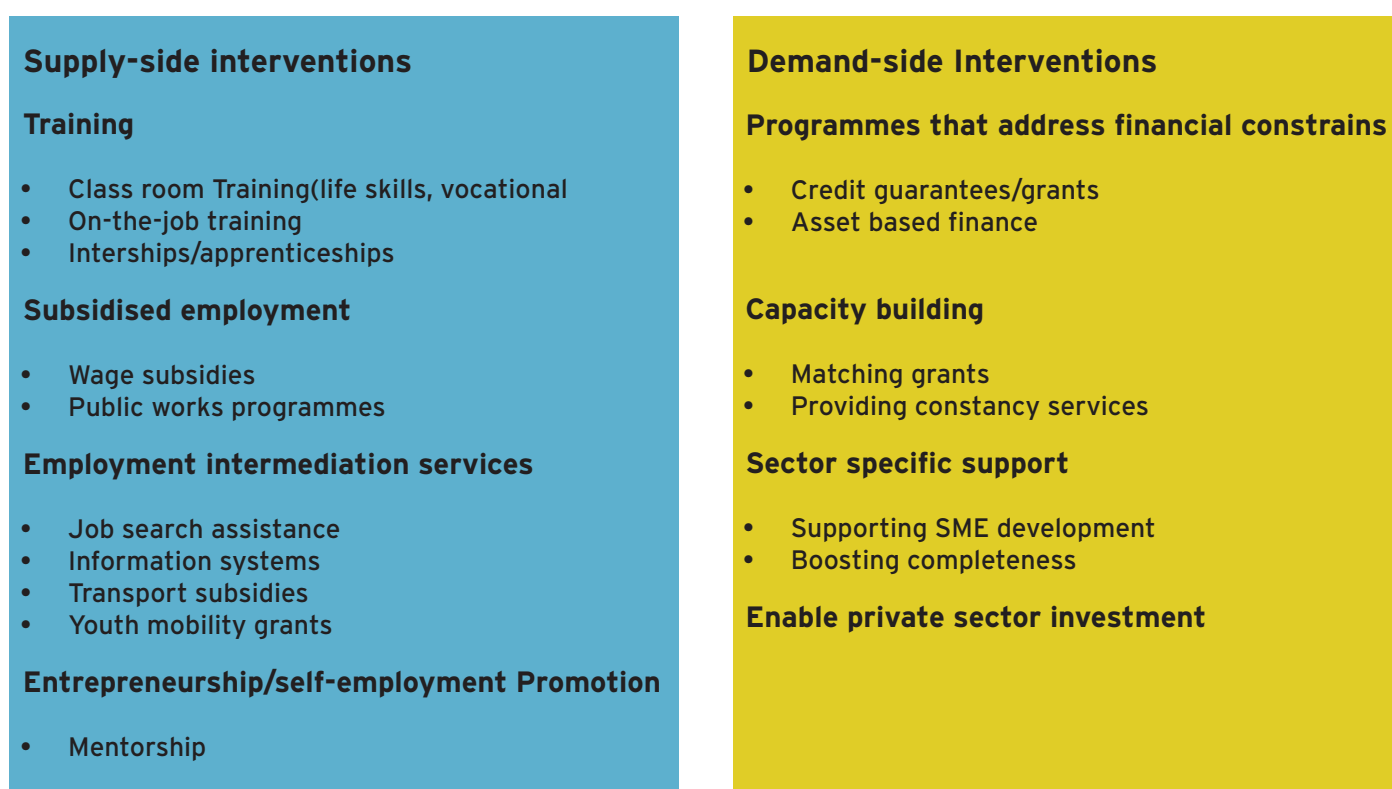 Supply-side interventions
Training
• Class room Training(life skills, vocational
• On-the-job training
• Interships/apprenticeships
Subsidised employment
• Wage subsidies
• Public works programmes
Employment intermediation services
• Job search assistance
• Information systems
• Transport subsidies
• Youth mobility grants
Entrepreneurship/self-employment Promotion
• Mentorship
Demand-side Interventions
Programmes that address financial constrains
• Credit guarantees/grants
• Asset based finance
Capacity building
• Matching grants
• Providing constancy services
Sector specific support
• Supporting SME development
• Boosting completeness
Enable private sector investment